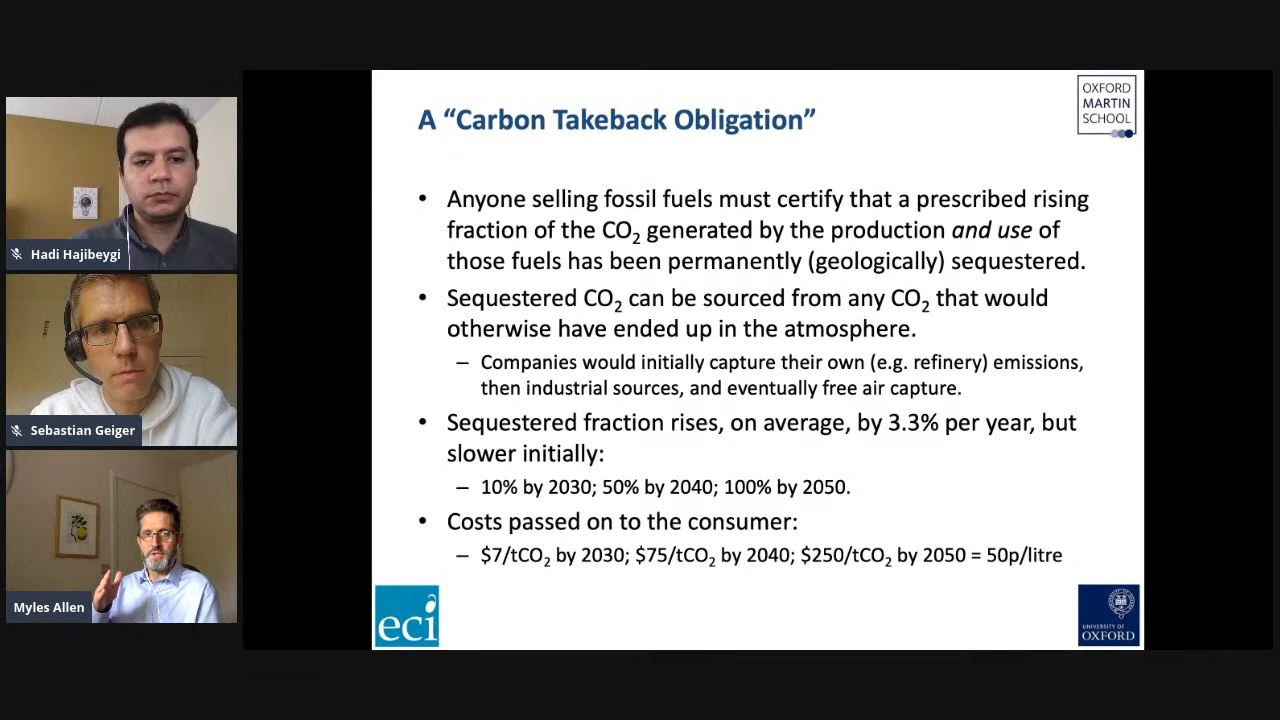 Hadi Hajibeygi
Sebastian Geiger
Myles Allen
A “Carbon Takeback Obligation”
OXFORD
MARTIN
SCHOOL
• Anyone selling fossil fuels must certify that a prescribed rising
fraction of the CO₂ generated by the production and use of
those fuels has been permanently (geologically) sequestered.
• Sequestered CO₂ can be sourced from any CO₂ that would
otherwise have ended up in the atmosphere.
– Companies would initially capture their own (e.g. refinery) emissions,
then industrial sources, and eventually free air capture.
• Sequestered fraction rises, on average, by 3.3% per year, but
slower initially:
– 10% by 2030; 50% by 2040; 100% by 2050.
• Costs passed on to the consumer:
– $7/tCO₂ by 2030; $75/tCO₂ by 2040; $250/tCO₂ by 2050 = 50p/litre
eci
UNIVERSITY OF
OXFORD